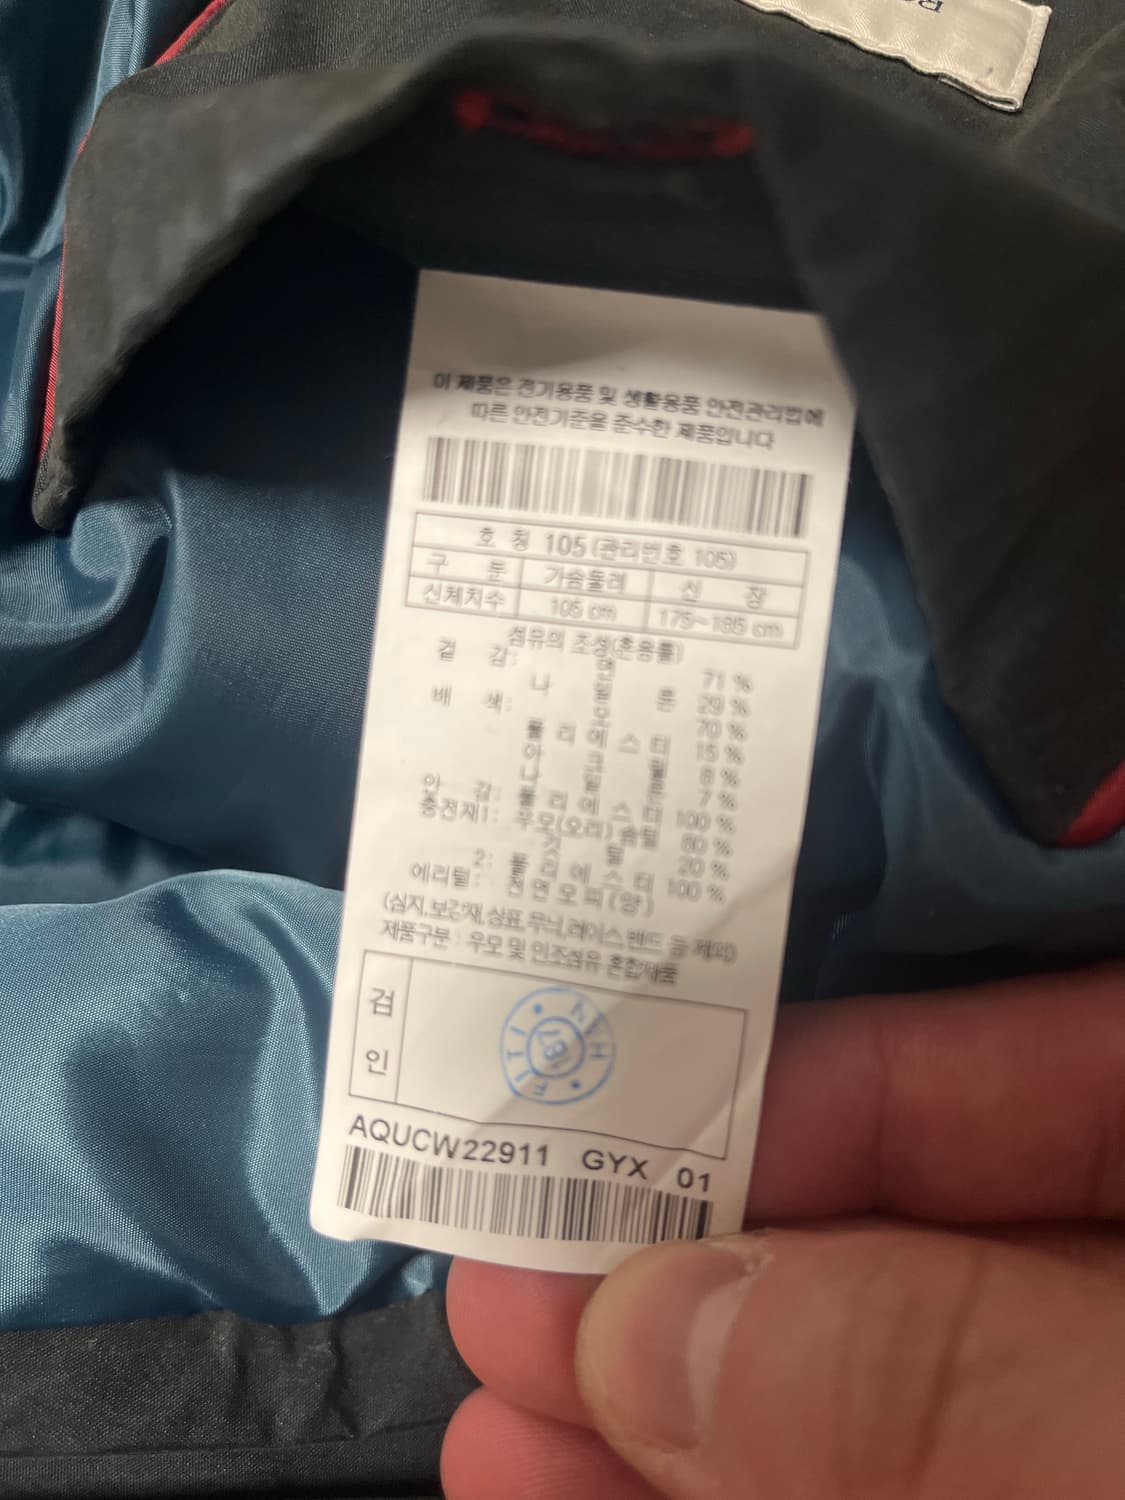 이 제품은 전기용품 및 생활용품 안전관리법에
따른 안전기준을 준수한 제품입니다
호 칭 105 (관리번호 105)
구 분 가슴둘레 신 장
신체치수 105 cm 175~185 cm
섬유의 조성(혼용률)
겉 감: 면 71 %
나 일 론 29 %
배 색: 모 70 %
폴 리 에 스 터 15 %
8 %
7 %
안 감: 폴 리 에 스 터 100 %
충전재1: 우모(오리) 솜털 80 %
깃털 20 %
2: 폴 리 에 스 터 100 %
에리털:
(심지,보강재,상표,무늬,레이스,밴드 등 제외)
제품구분 : 우모 및 인조섬유 혼합제품
검
인
FITI
AQUCW22911 GYX 01